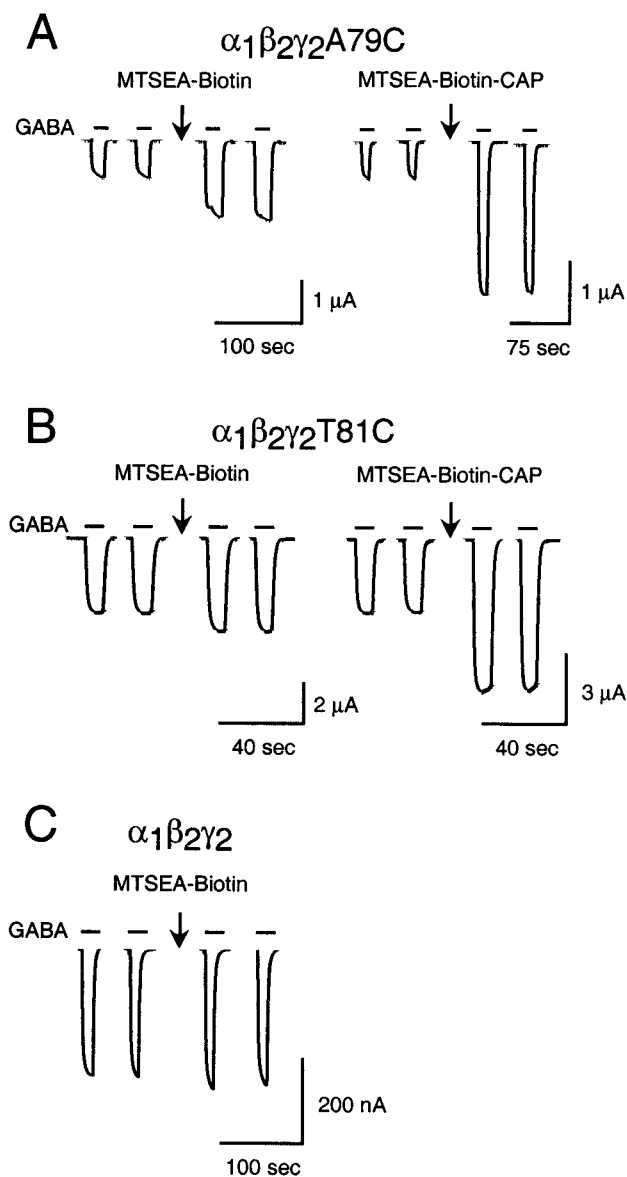 A
α1β2γ2A79C
MTSEA-Biotin MTSEA-Biotin-CAP
GABA
1 μA 1 μA
100 sec 75 sec
B
α1β2γ2T81C
MTSEA-Biotin MTSEA-Biotin-CAP
GABA
2 μA 3 μA
40 sec 40 sec
C
α1β2γ2
MTSEA-Biotin
GABA
200 nA
100 sec